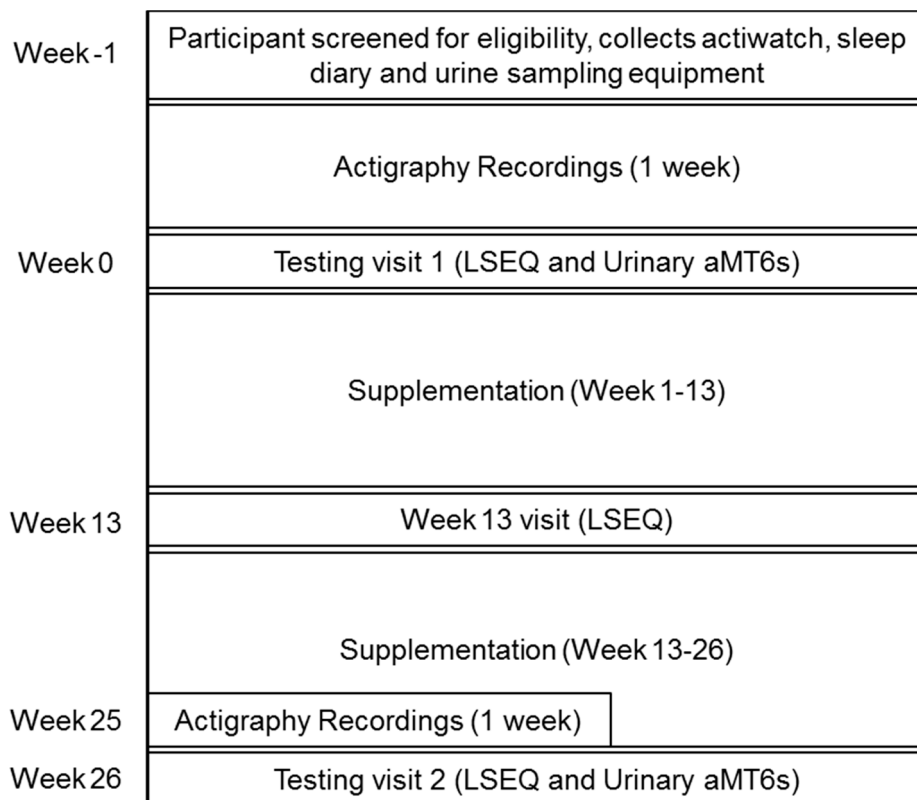 Week -1
Participant screened for eligibility, collects actiwatch, sleep
diary and urine sampling equipment
Actigraphy Recordings (1 week)
Week 0
Testing visit 1 (LSEQ and Urinary aMT6s)
Supplementation (Week 1-13)
Week 13
Week 13 visit (LSEQ)
Supplementation (Week 13-26)
Week 25
Actigraphy Recordings (1 week)
Week 26
Testing visit 2 (LSEQ and Urinary aMT6s)